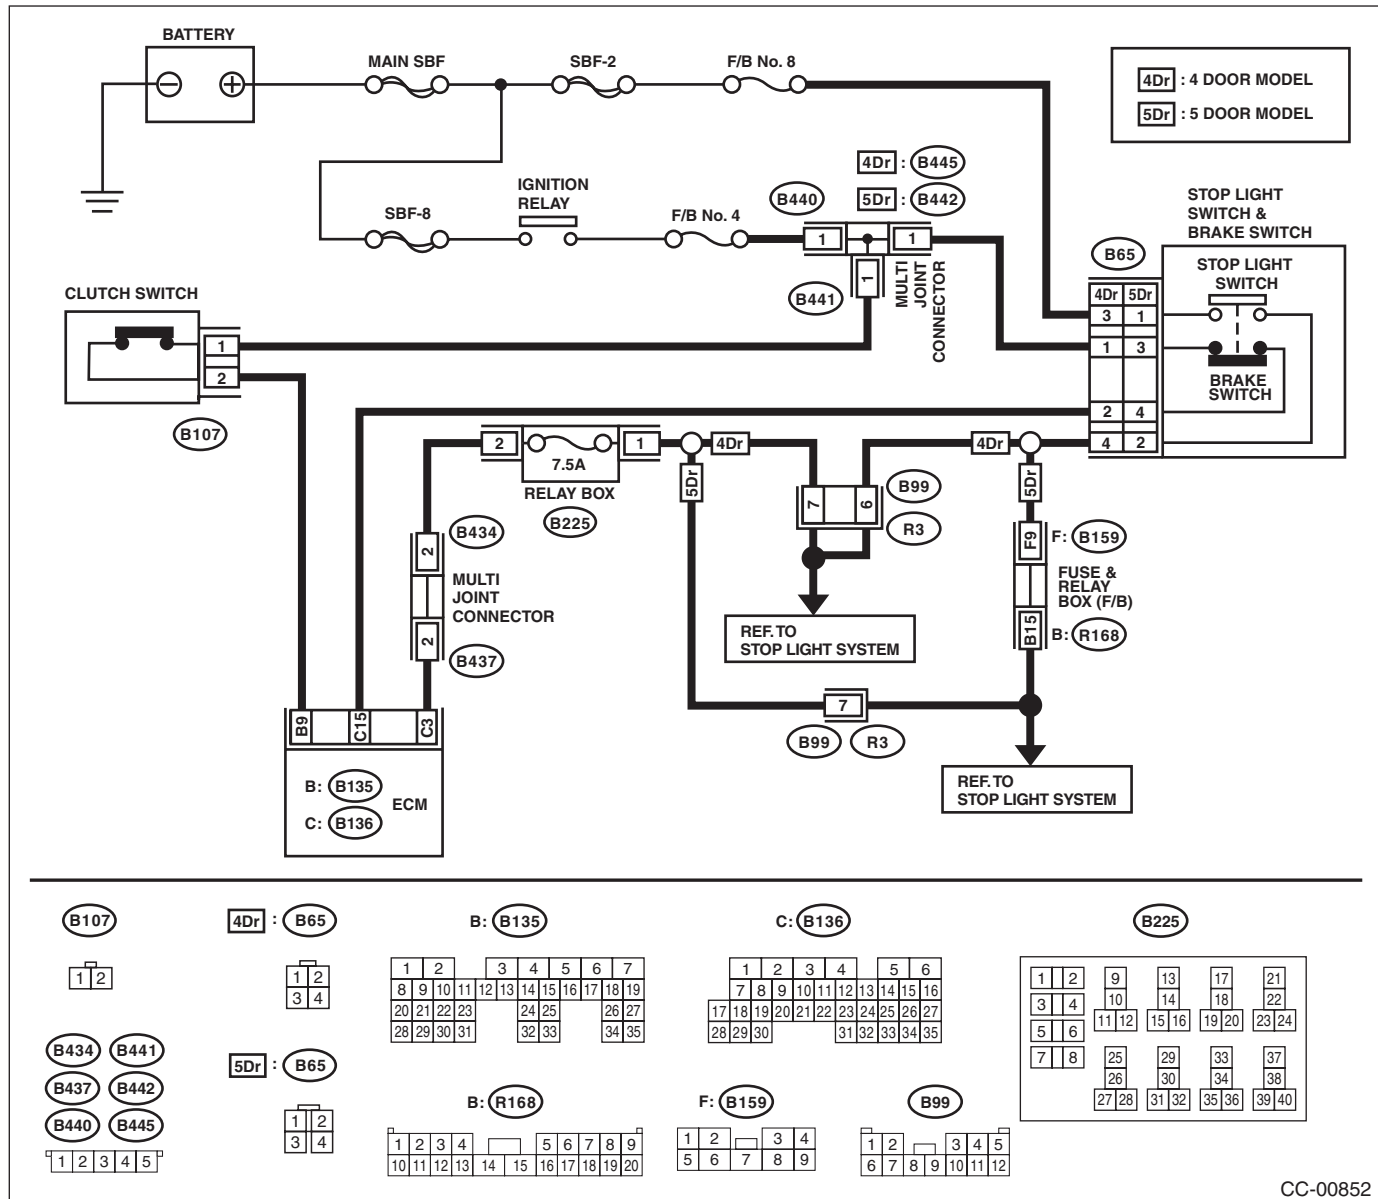 BATTERY
MAIN SBF
SBF-2
F/B No. 8
4Dr : 4 DOOR MODEL
5Dr : 5 DOOR MODEL
4Dr : B445
5Dr : B442
IGNITION
RELAY
SBF-8
F/B No. 4
B440
1
1
1
B441
MULTI
JOINT
CONNECTOR
STOP LIGHT
SWITCH &
BRAKE SWITCH
B65
4Dr 5Dr
3 1
1 3
2 4
4 2
STOP LIGHT
SWITCH
BRAKE
SWITCH
CLUTCH SWITCH
1
2
B107
2
7.5A
1
RELAY BOX
B225
4Dr
5Dr
4Dr
5Dr
7
6
B99
R3
REF. TO
STOP LIGHT SYSTEM
F9
F: B159
FUSE &
RELAY
BOX (F/B)
B15
B: R168
B434
2
MULTI
JOINT
CONNECTOR
2
B437
7
B99 R3
REF. TO
STOP LIGHT SYSTEM
B9
C15
C3
B: B135
ECM
C: B136
B107
1 2
4Dr : B65
1 2
3 4
B: B135
1 2 3 4 5 6 7
8 9 10 11 12 13 14 15 16 17 18 19
20 21 22 23 24 25 26 27
28 29 30 31 32 33 34 35
C: B136
1 2 3 4 5 6
7 8 9 10 11 12 13 14 15 16
17 18 19 20 21 22 23 24 25 26 27
28 29 30 31 32 33 34 35
B225
1 2 9 13 17 21
3 4 10 14 18 22
5 6 11 12 15 16 19 20 23 24
7 8 25 29 33 37
26 30 34 38
27 28 31 32 35 36 39 40
B434 B441
B437 B442
B440 B445
1 2 3 4 5
5Dr : B65
1 2
3 4
B: R168
1 2 3 4 5 6 7 8 9
10 11 12 13 14 15 16 17 18 19 20
F: B159
1 2 3 4
5 6 7 8 9
B99
1 2 3 4 5
6 7 8 9 10 11 12
CC-00852